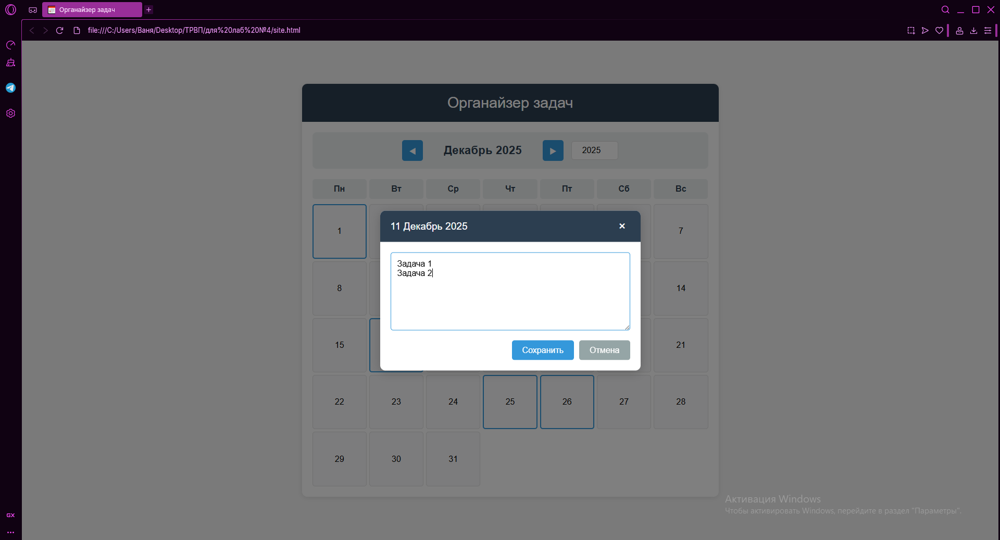 Органайзер задач
file:///C:/Users/Ваня/Desktop/ТРВП/для%20лаб%20№4/site.html
Органайзер задач
◀ Декабрь 2025 ▶ 2025
Пн Вт Ср Чт Пт Сб Вс
1 7
11 Декабрь 2025 ×
Задача 1
Задача 2
8 14
15 21
Сохранить Отмена
22 23 24 25 26 27 28
29 30 31
Активация Windows
Чтобы активировать Windows, перейдите в раздел "Параметры".
GX